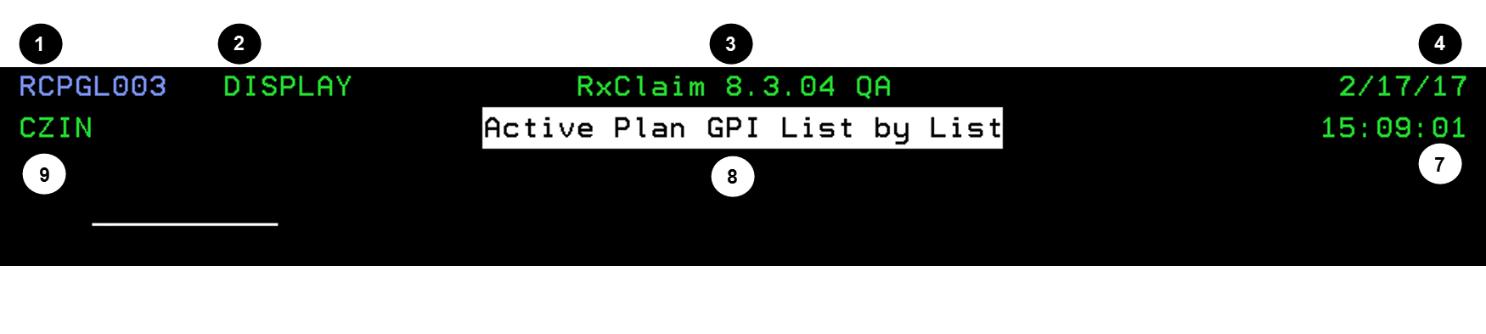 1 2 3 4
RCPGL003 DISPLAY RxClaim 8.3.04 QA 2/17/17
CZIN Active Plan GPI List by List 15:09:01
9 8 7